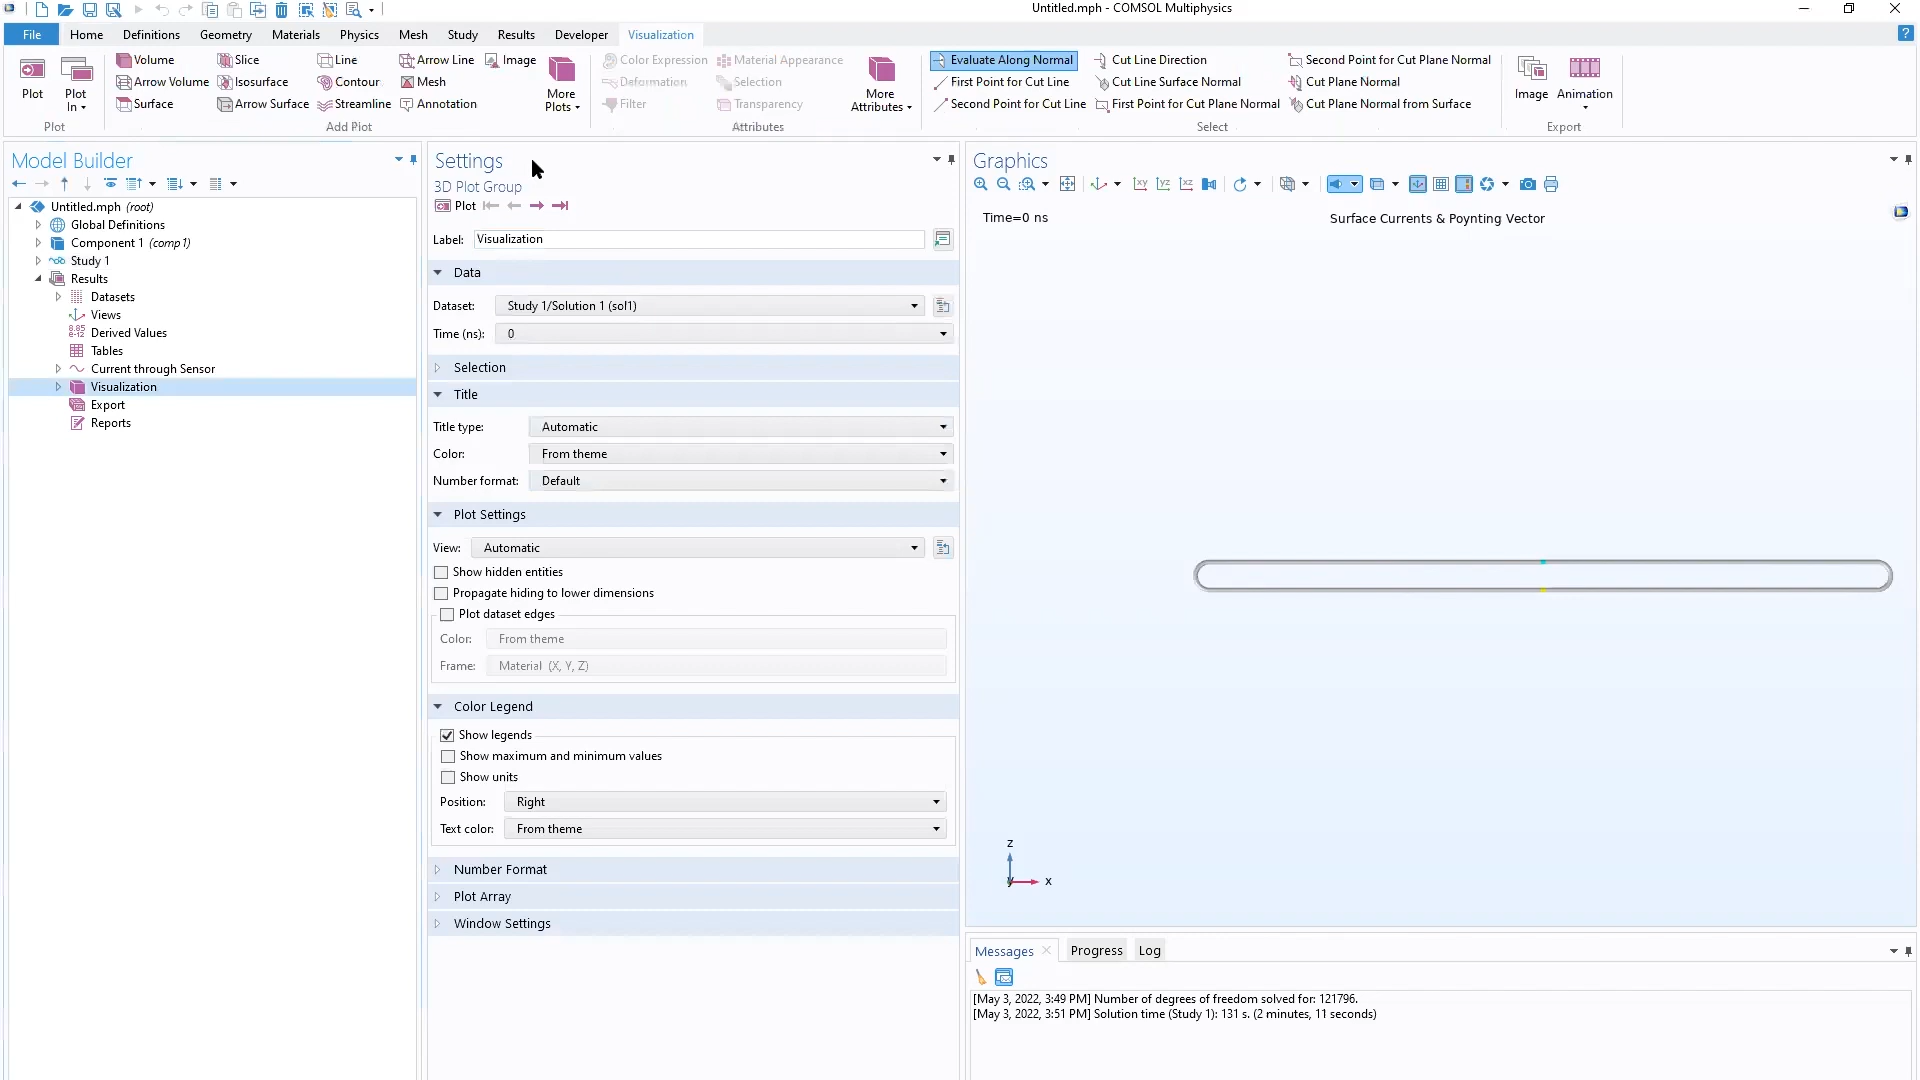 Untitled.mph - COMSOL Multiphysics
File Home Definitions Geometry Materials Physics Mesh Study Results Developer Visualization
Plot
Plot In
Plot
Volume
Arrow Volume
Surface
Slice
Isosurface
Arrow Surface
Line
Contour
Streamline
Arrow Line
Mesh
Annotation
Image
More Plots
Add Plot
Color Expression
Deformation
Filter
Material Appearance
Selection
Transparency
More Attributes
Attributes
Evaluate Along Normal
First Point for Cut Line
Second Point for Cut Line
Cut Line Direction
Cut Line Surface Normal
First Point for Cut Plane Normal
Second Point for Cut Plane Normal
Cut Plane Normal
Cut Plane Normal from Surface
Select
Image
Animation
Export
Model Builder
Untitled.mph (root)
Global Definitions
Component 1 (comp1)
Study 1
Results
Datasets
Views
8.85
e-12
Derived Values
Tables
Current through Sensor
Visualization
Export
Reports
Settings
3D Plot Group
Plot
Label: Visualization
Data
Dataset: Study 1/Solution 1 (sol1)
Time (ns): 0
Selection
Title
Title type: Automatic
Color: From theme
Number format: Default
Plot Settings
View: Automatic
Show hidden entities
Propagate hiding to lower dimensions
Plot dataset edges
Color: From theme
Frame: Material (X, Y, Z)
Color Legend
Show legends
Show maximum and minimum values
Show units
Position: Right
Text color: From theme
Number Format
Plot Array
Window Settings
Graphics
xy yz xz
Time=0 ns
Surface Currents & Poynting Vector
z
y
x
Messages Progress Log
[May 3, 2022, 3:49 PM] Number of degrees of freedom solved for: 121796.
[May 3, 2022, 3:51 PM] Solution time (Study 1): 131 s. (2 minutes, 11 seconds)